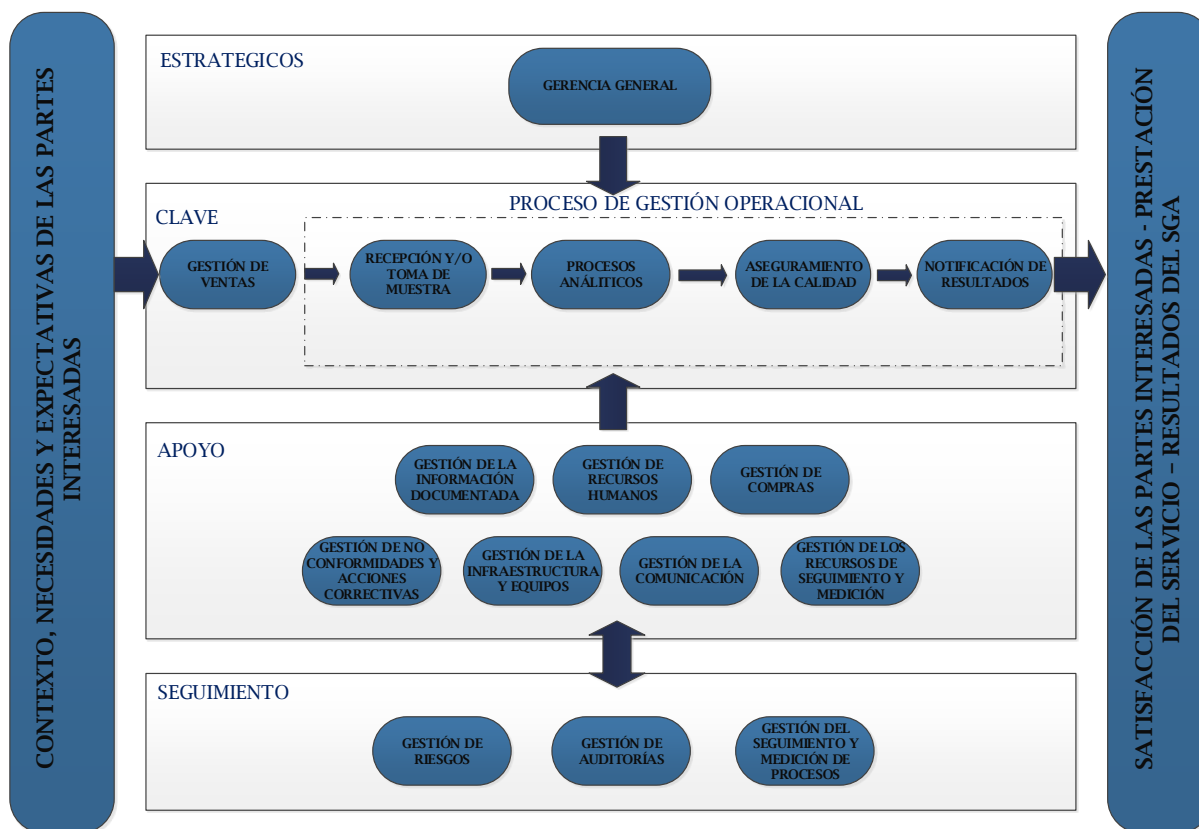 CONTEXTO, NECESIDADES Y EXPECTATIVAS DE LAS PARTES
INTERESADAS
ESTRATEGICOS
GERENCIA GENERAL
CLAVE
PROCESO DE GESTIÓN OPERACIONAL
GESTIÓN DE
VENTAS
RECEPCIÓN Y/O
TOMA DE
MUESTRA
PROCESOS
ANÁLITICOS
ASEGURAMIENTO
DE LA CALIDAD
NOTIFICACIÓN DE
RESULTADOS
APOYO
GESTIÓN DE LA
INFORMACIÓN
DOCUMENTADA
GESTIÓN DE
RECURSOS
HUMANOS
GESTIÓN DE
COMPRAS
GESTIÓN DE NO
CONFORMIDADES Y
ACCIONES
CORRECTIVAS
GESTIÓN DE LA
INFRAESTRUCTURA
Y EQUIPOS
GESTIÓN DE LA
COMUNICACIÓN
GESTIÓN DE LOS
RECURSOS DE
SEGUIMIENTO Y
MEDICIÓN
SEGUIMIENTO
GESTIÓN DE
RIESGOS
GESTIÓN DE
AUDITORÍAS
GESTIÓN DEL
SEGUIMIENTO Y
MEDICIÓN DE
PROCESOS
SATISFACCIÓN DE LAS PARTES INTERESADAS - PRESTACIÓN
DEL SERVICIO – RESULTADOS DEL SGA